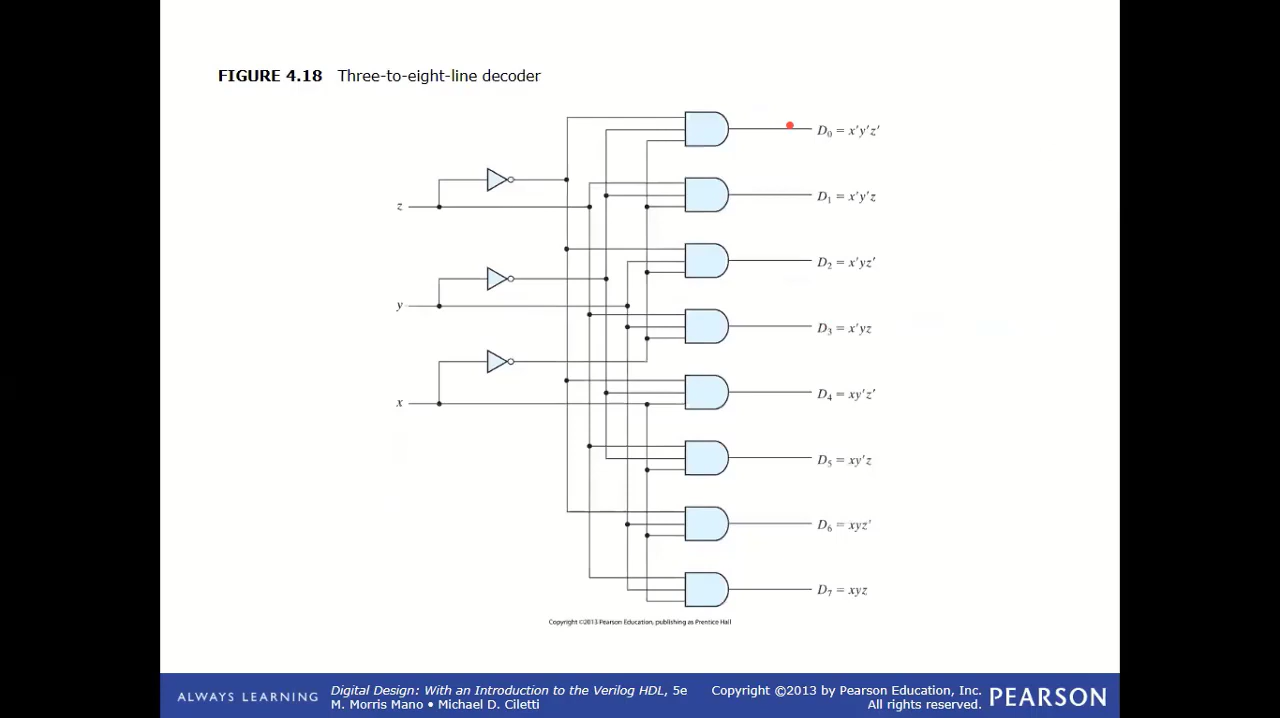 FIGURE 4.18 Three-to-eight-line decoder
D₀ = x'y'z'
D₁ = x'y'z
z
D₂ = x'yz'
y
D₃ = x'yz
x
D₄ = xy'z'
D₅ = xy'z
D₆ = xyz'
D₇ = xyz
Copyright ©2013 Pearson Education, publishing as Prentice Hall
ALWAYS LEARNING
Digital Design: With an Introduction to the Verilog HDL, 5e
M. Morris Mano • Michael D. Ciletti
Copyright ©2013 by Pearson Education, Inc.
All rights reserved.
PEARSON